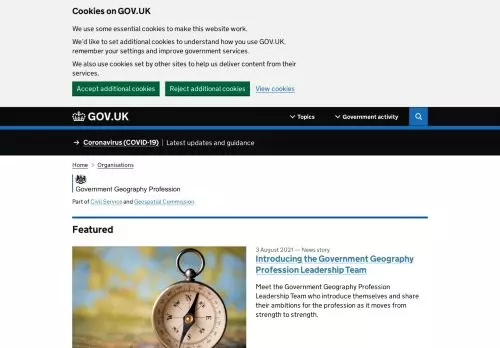 Cookies on GOV.UK
We use some essential cookies to make this website work.
We'd like to set additional cookies to understand how you use GOV.UK,
remember your settings and improve government services.
We also use cookies set by other sites to help us deliver content from their
services.
Accept additional cookies Reject additional cookies View cookies
GOV.UK Topics Government activity
→ Coronavirus (COVID-19) | Latest updates and guidance
Home > Organisations
Government Geography Profession
Part of Civil Service and Geospatial Commission
Featured
3 August 2021 — News story
Introducing the Government Geography
Profession Leadership Team
Meet the Government Geography Profession
Leadership Team who introduce themselves and share
their ambitions for the profession as it moves from
strength to strength.